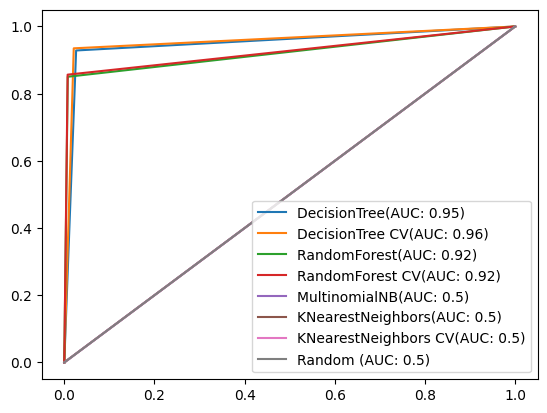 1.0
0.8
0.6
0.4
0.2
0.0
DecisionTree(AUC: 0.95)
DecisionTree CV(AUC: 0.96)
RandomForest(AUC: 0.92)
RandomForest CV(AUC: 0.92)
MultinomialNB(AUC: 0.5)
KNearestNeighbors(AUC: 0.5)
KNearestNeighbors CV(AUC: 0.5)
Random (AUC: 0.5)
0.0 0.2 0.4 0.6 0.8 1.0